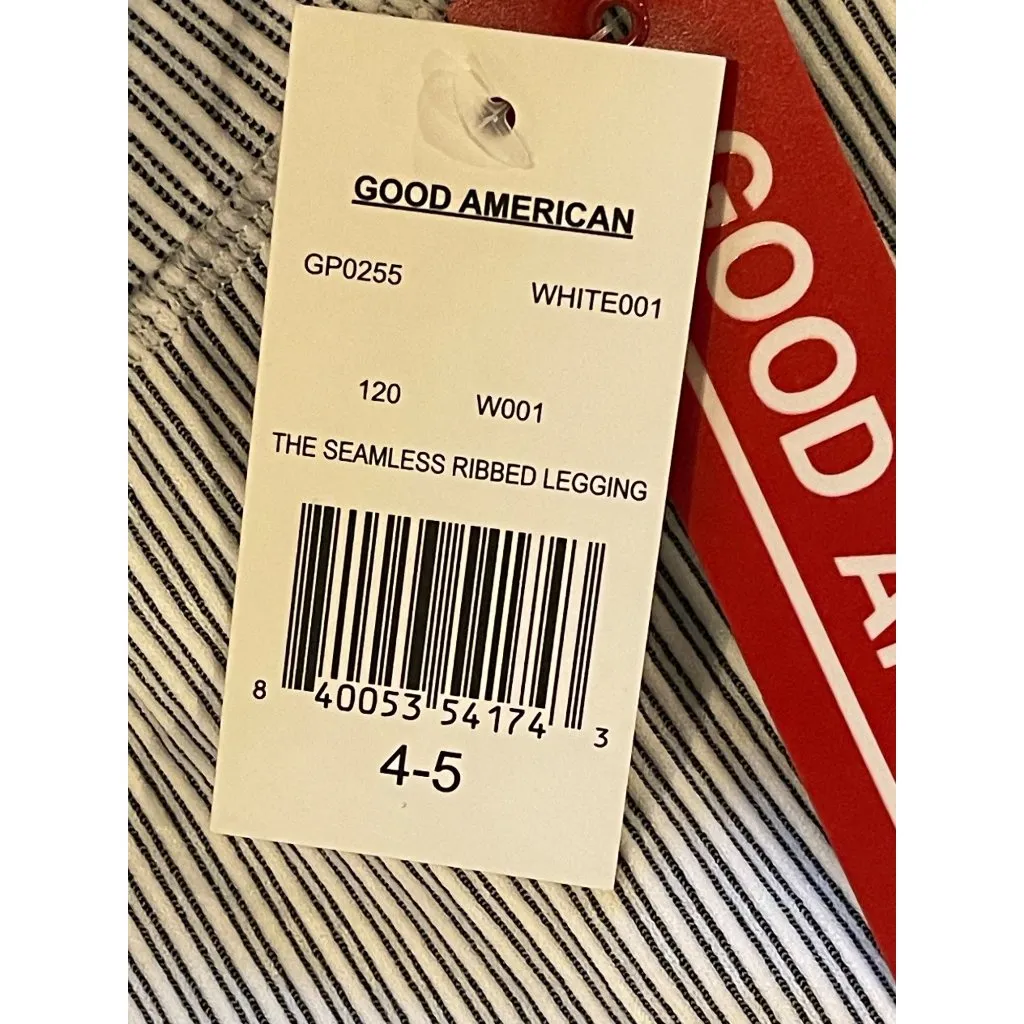 GOOD AMERICAN
GP0255 WHITE001
120 W001
THE SEAMLESS RIBBED LEGGING
8 40053 54174 3
4-5
GOOD A